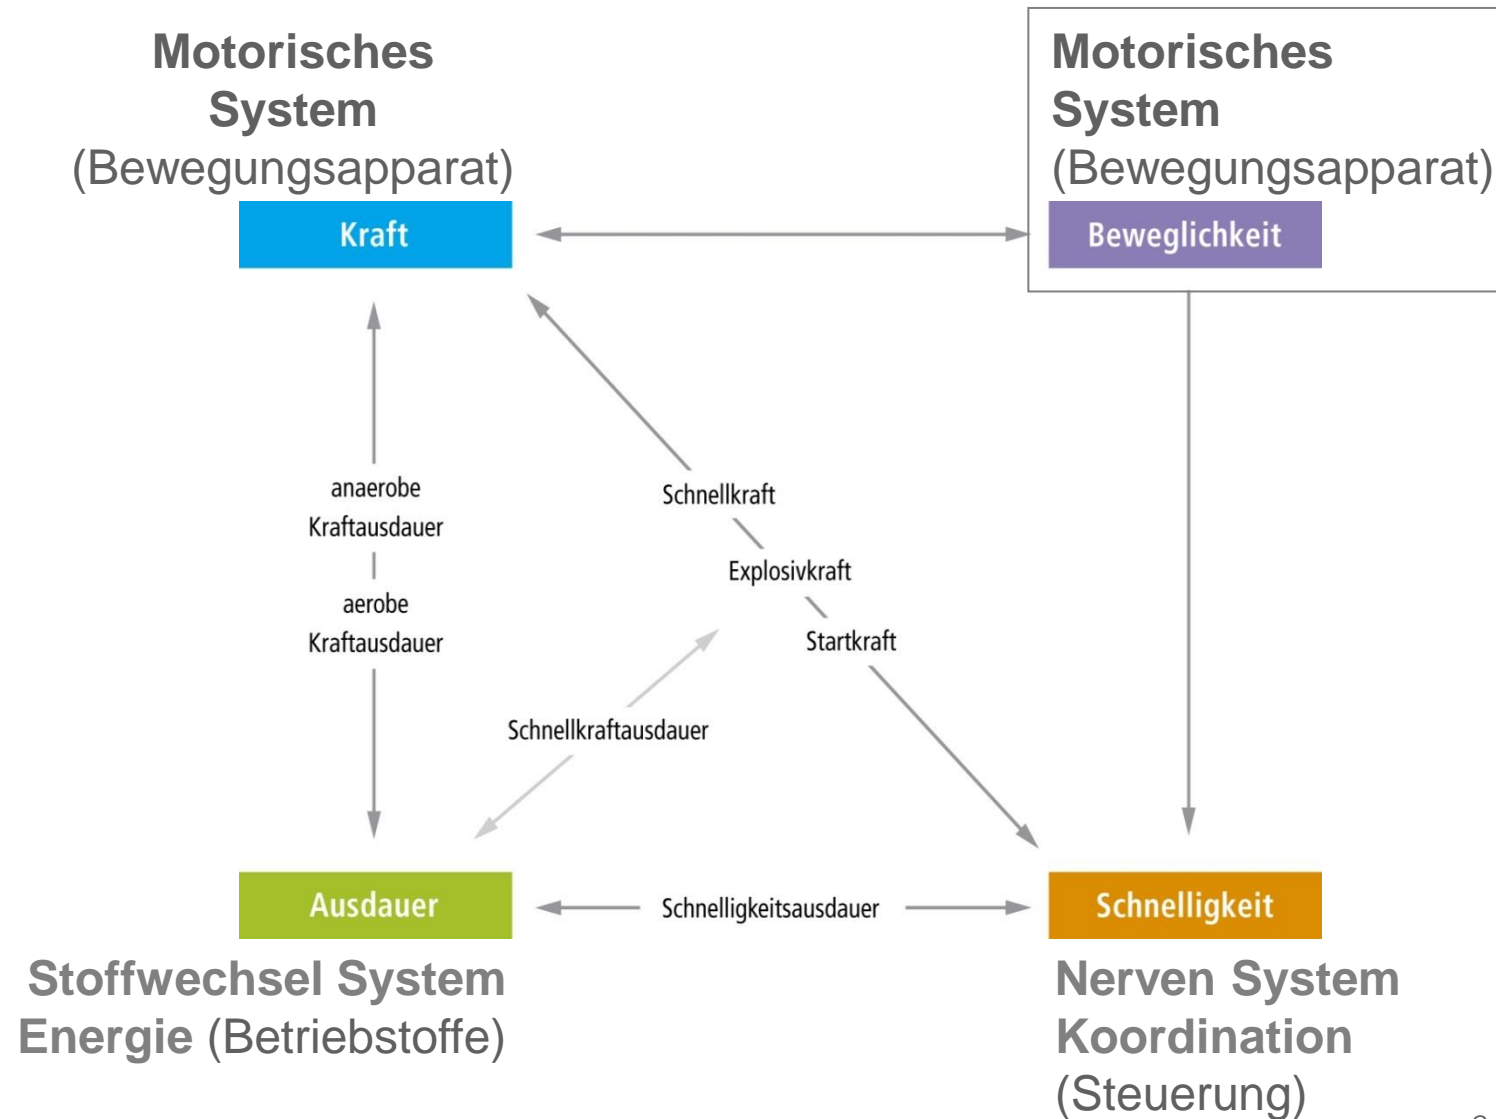 Motorisches
System
(Bewegungsapparat)
Motorisches
System
(Bewegungsapparat)
Kraft
Beweglichkeit
anaerobe
Kraftausdauer
aerobe
Kraftausdauer
Schnellkraft
Explosivkraft
Startkraft
Schnellkraftausdauer
Ausdauer
Schnelligkeitsausdauer
Schnelligkeit
Stoffwechsel System
Energie (Betriebstoffe)
Nerven System
Koordination
(Steuerung)